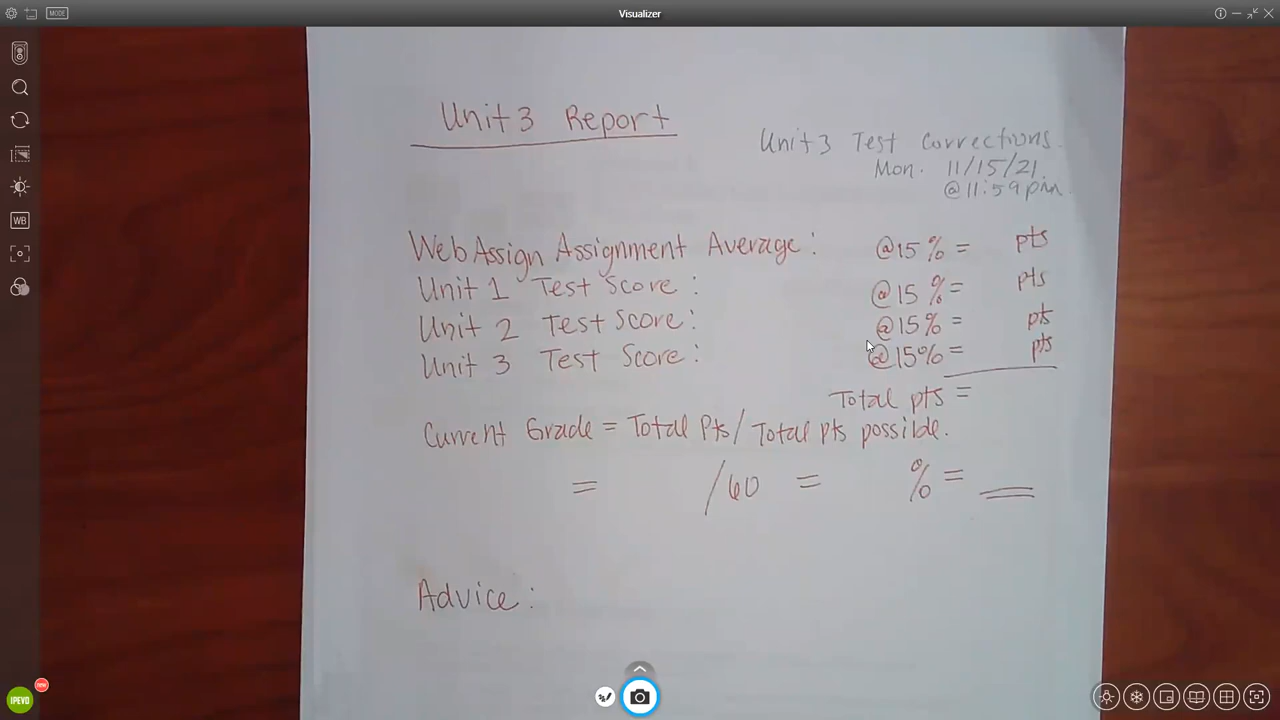 Visualizer
MODE
WB
Unit 3 Report
Unit 3 Test Corrections
Mon. 11/15/21
@11:59pm
WebAssign Assignment Average: @15% = pts
Unit 1 Test Score: @15%= pts
Unit 2 Test Score: @15% = pts
Unit 3 Test Score: @15%= pts
Total pts =
Current Grade = Total Pts/Total pts possible.
= /60 = % =
Advice:
IPEVO
new